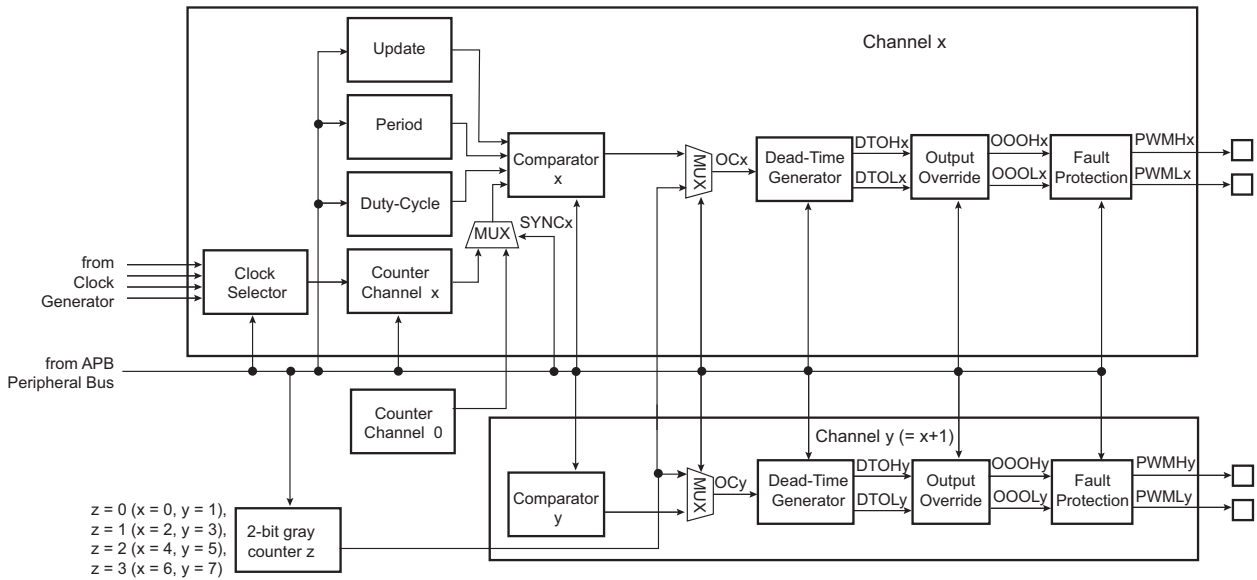 Channel x
Update
Period
Comparator
x
Duty-Cycle
MUX
SYNCx
MUX
OCx
Dead-Time
Generator
DTOHx
DTOLx
Output
Override
OOOHx
OOOLx
Fault
Protection
PWMHx
PWMLx
from
Clock
Generator
Clock
Selector
Counter
Channel x
from APB
Peripheral Bus
Counter
Channel 0
Channel y (= x+1)
Comparator
y
MUX
OCy
Dead-Time
Generator
DTOHy
DTOLy
Output
Override
OOOHy
OOOLy
Fault
Protection
PWMHy
PWMLy
z = 0 (x = 0, y = 1),
z = 1 (x = 2, y = 3),
z = 2 (x = 4, y = 5),
z = 3 (x = 6, y = 7)
2-bit gray
counter z